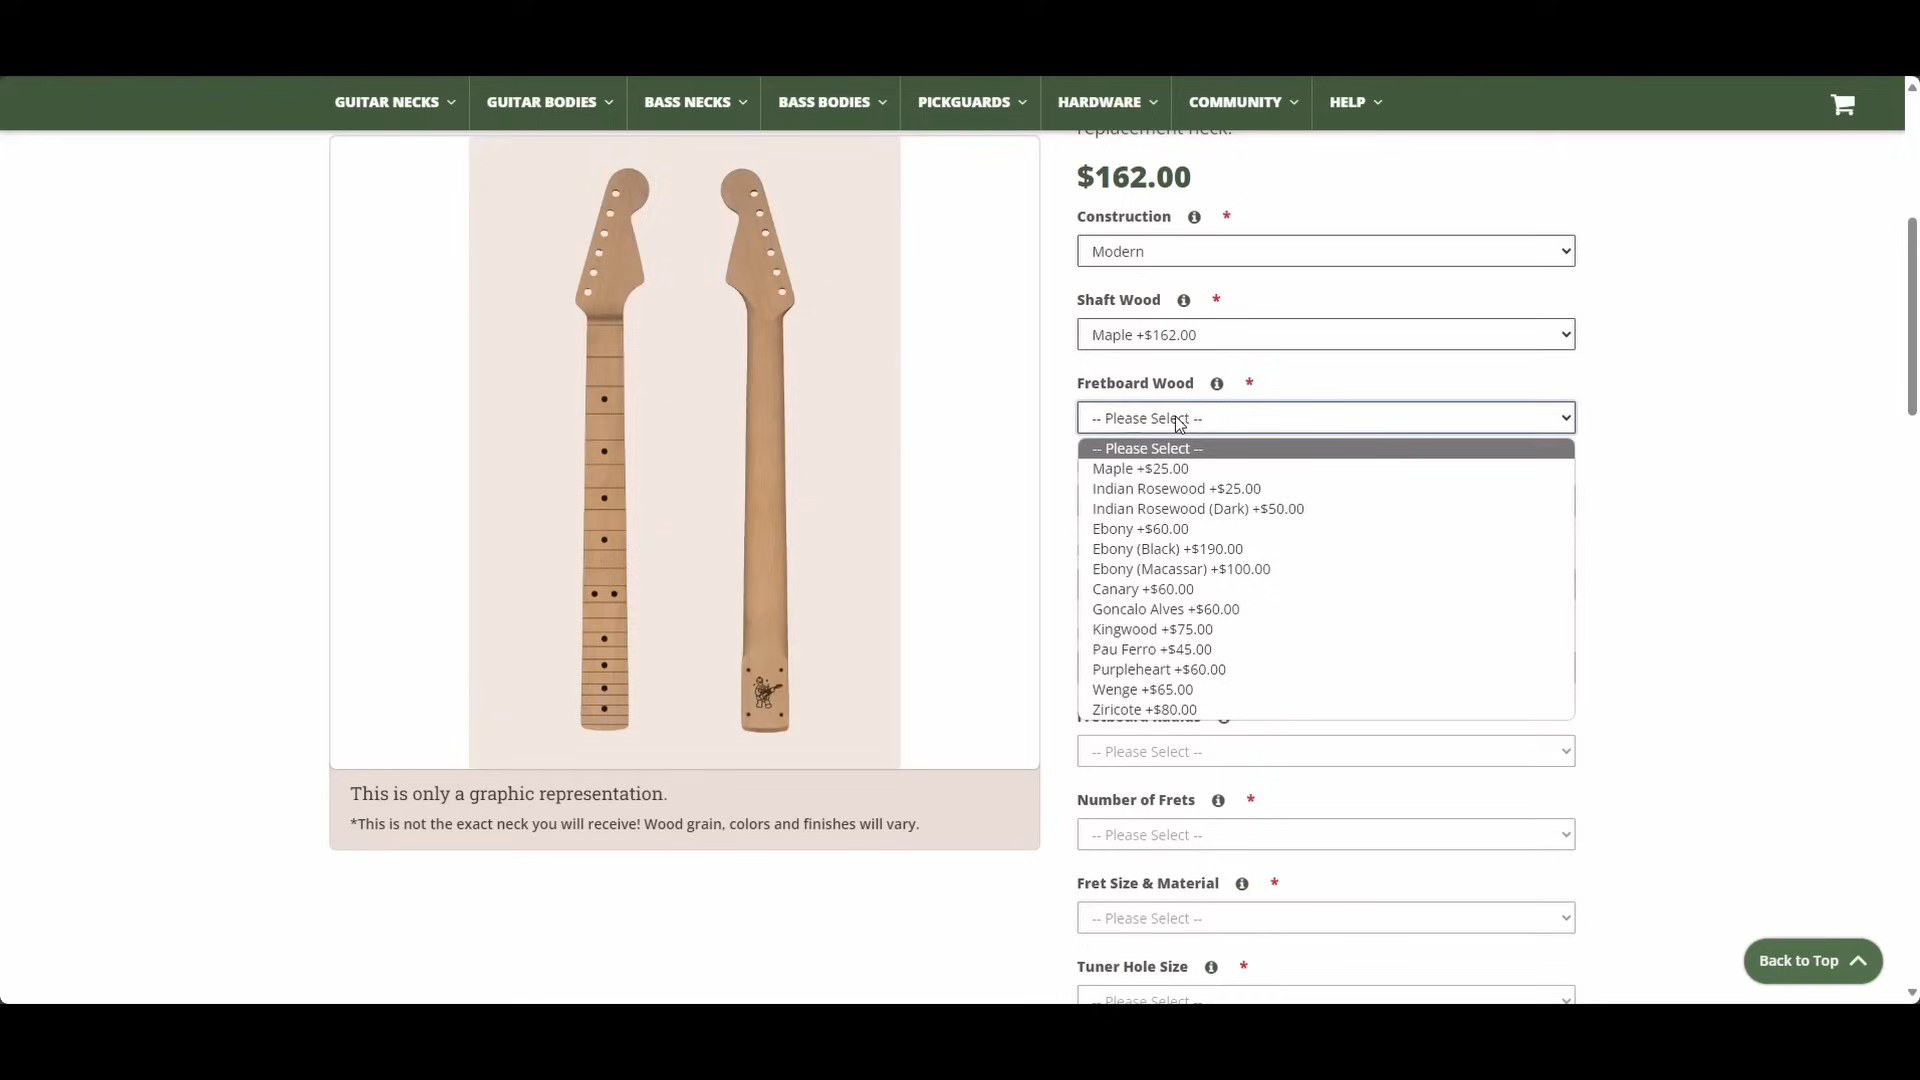 GUITAR NECKS
GUITAR BODIES
BASS NECKS
BASS BODIES
PICKGUARDS
HARDWARE
COMMUNITY
HELP
replacement neck.
$162.00
Construction *
Modern
Shaft Wood *
Maple +$162.00
Fretboard Wood *
-- Please Select --
-- Please Select --
Maple +$25.00
Indian Rosewood +$25.00
Indian Rosewood (Dark) +$50.00
Ebony +$60.00
Ebony (Black) +$190.00
Ebony (Macassar) +$100.00
Canary +$60.00
Goncalo Alves +$60.00
Kingwood +$75.00
Pau Ferro +$45.00
Purpleheart +$60.00
Wenge +$65.00
Ziricote +$80.00
-- Please Select --
Number of Frets *
-- Please Select --
Fret Size & Material *
-- Please Select --
Tuner Hole Size *
-- Please Select --
This is only a graphic representation.
*This is not the exact neck you will receive! Wood grain, colors and finishes will vary.
Back to Top